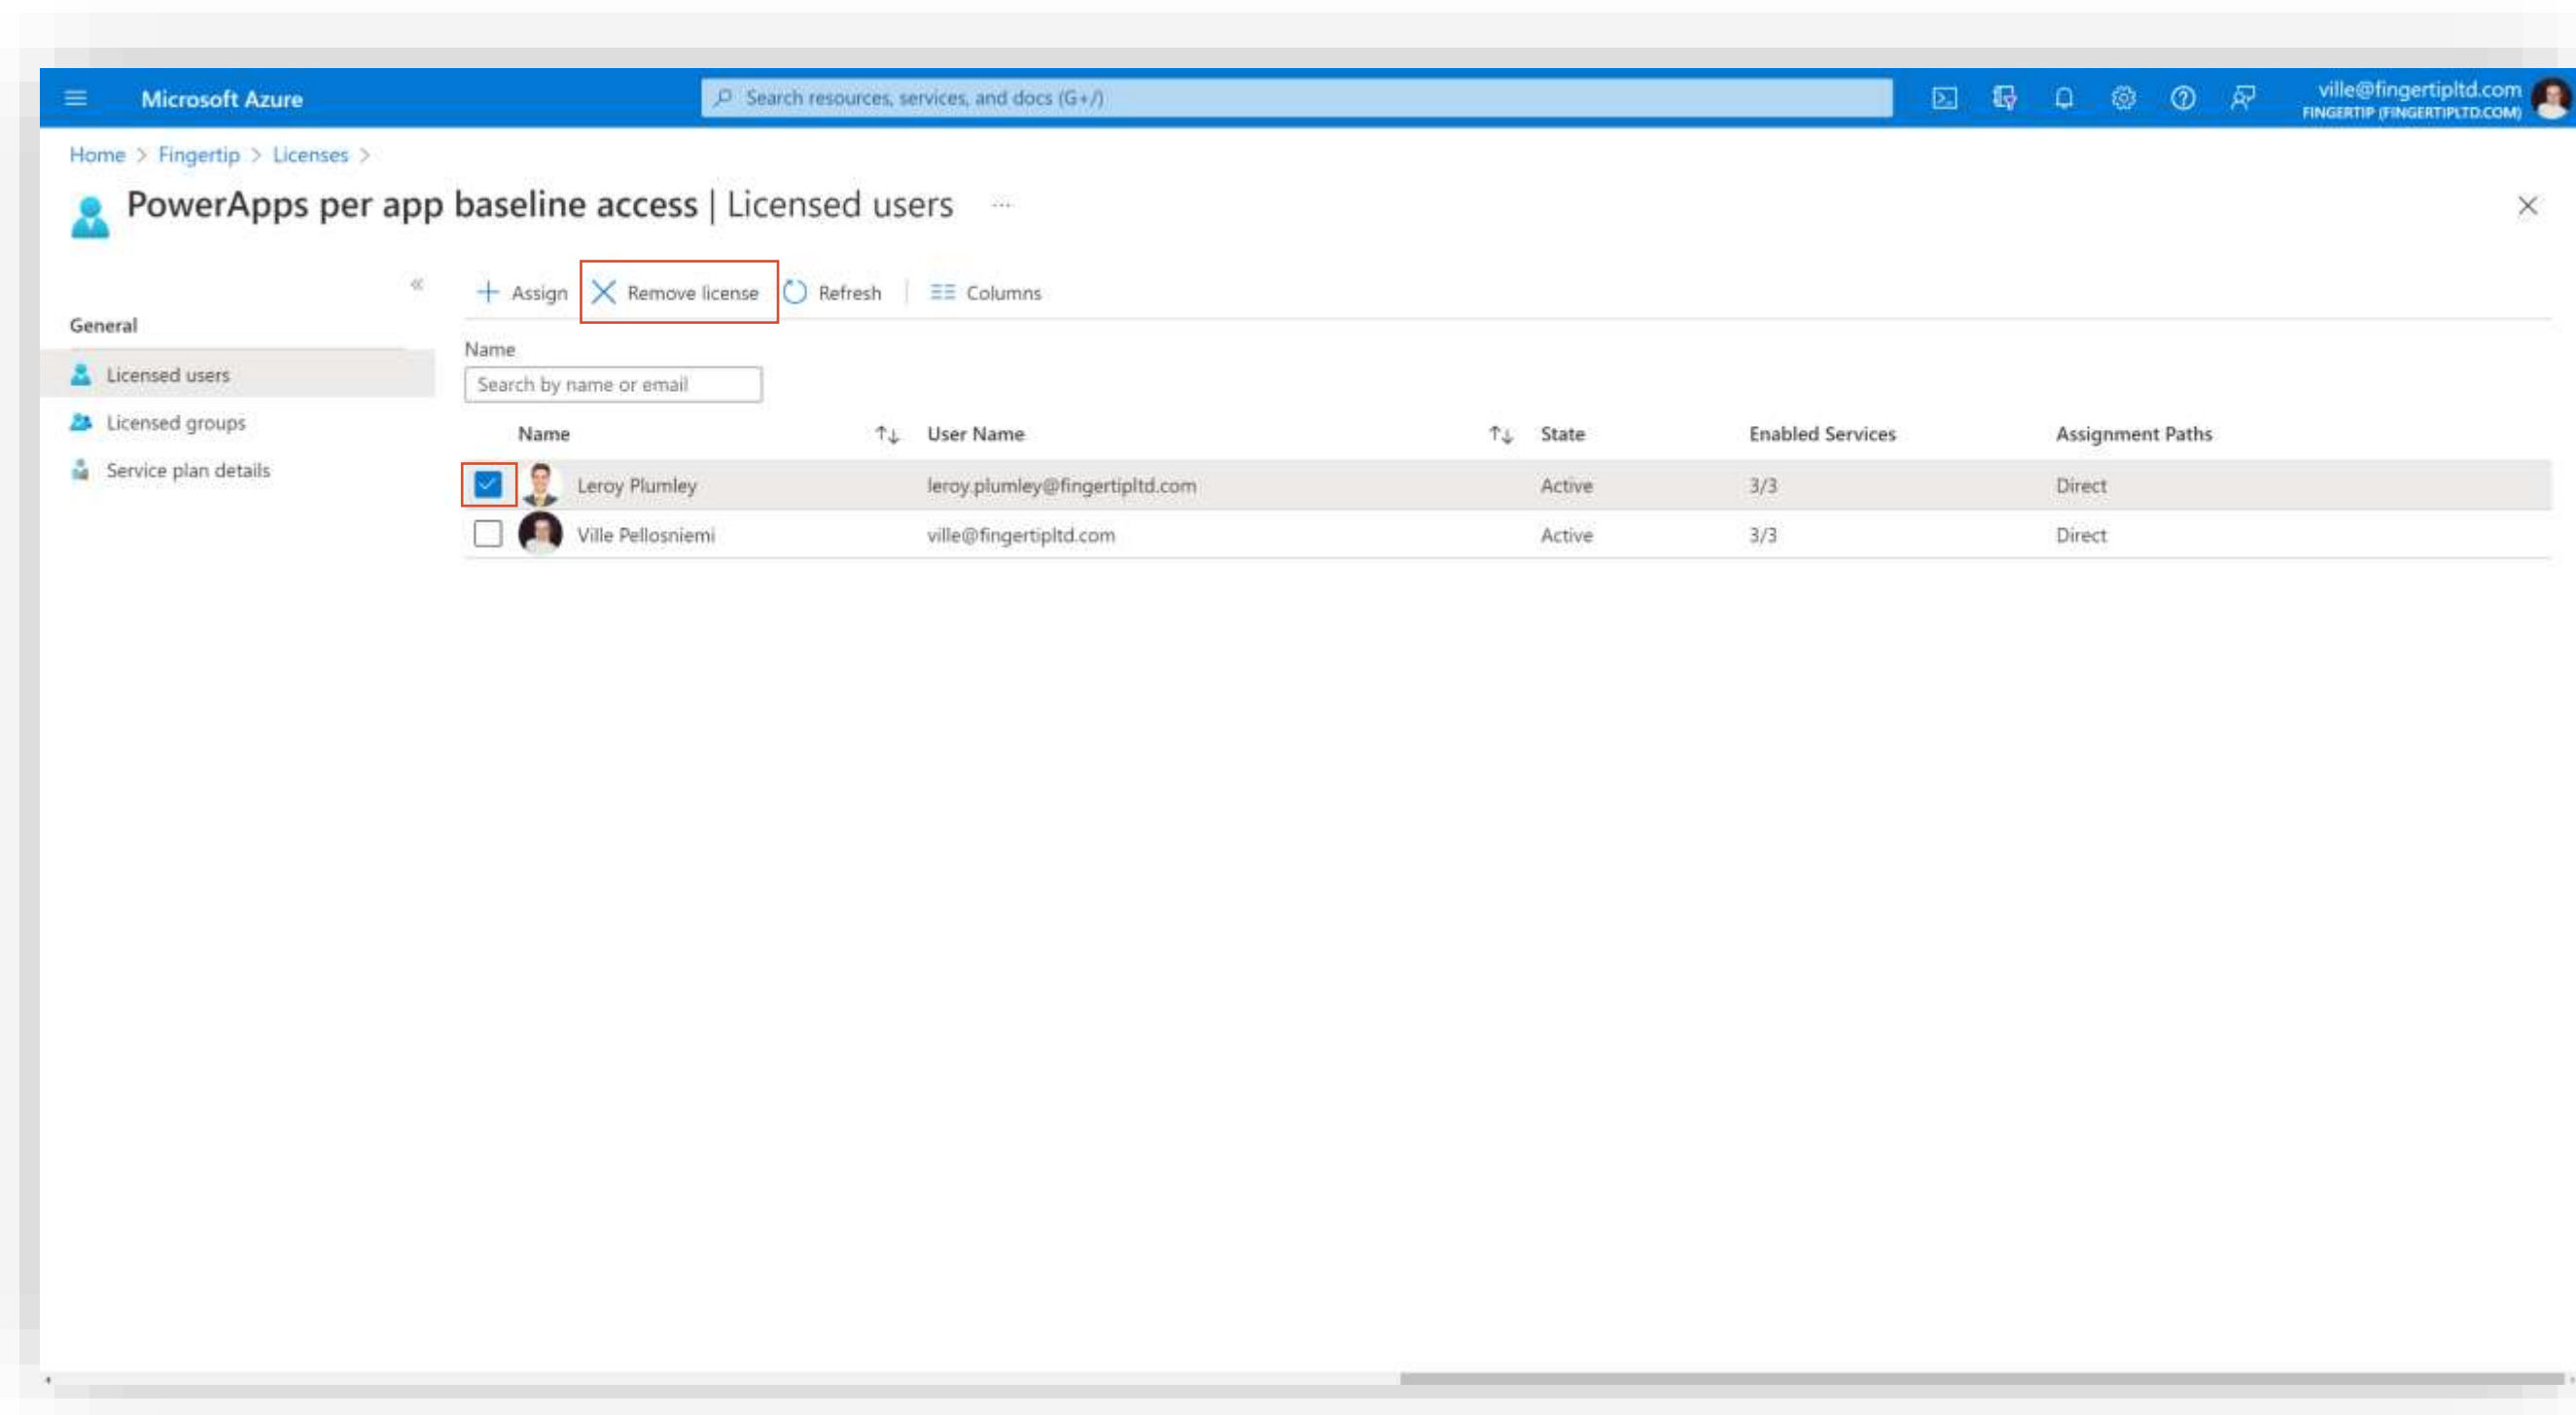 Microsoft Azure
Search resources, services, and docs (G+/)
ville@fingertipltd.com
FINGERTIP (FINGERTIPLTD.COM)
Home > Fingertip > Licenses >
PowerApps per app baseline access | Licensed users ...
Assign Remove license Refresh Columns
General
Licensed users
Licensed groups
Service plan details
Name
Search by name or email
Name User Name State Enabled Services Assignment Paths
Leroy Plumley leroy.plumley@fingertipltd.com Active 3/3 Direct
Ville Pellosniemi ville@fingertipltd.com Active 3/3 Direct